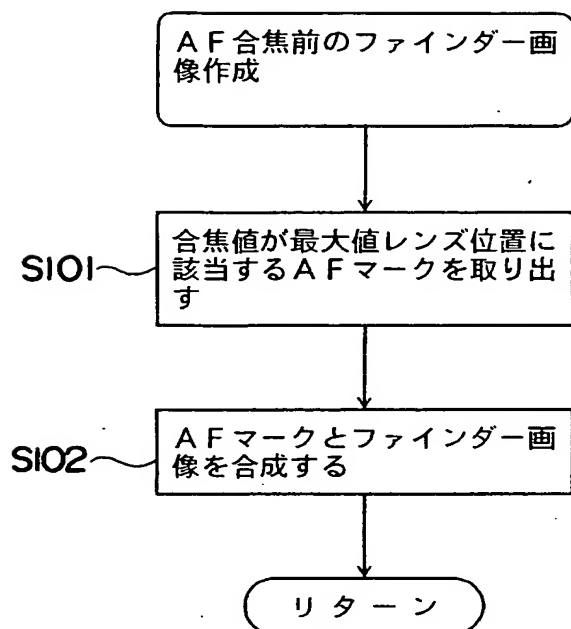 AF合焦前のファインダー画
像作成
S101
合焦値が最大値レンズ位置に
該当するAFマークを取り出
す
S102
AFマークとファインダー画
像を合成する
リターン